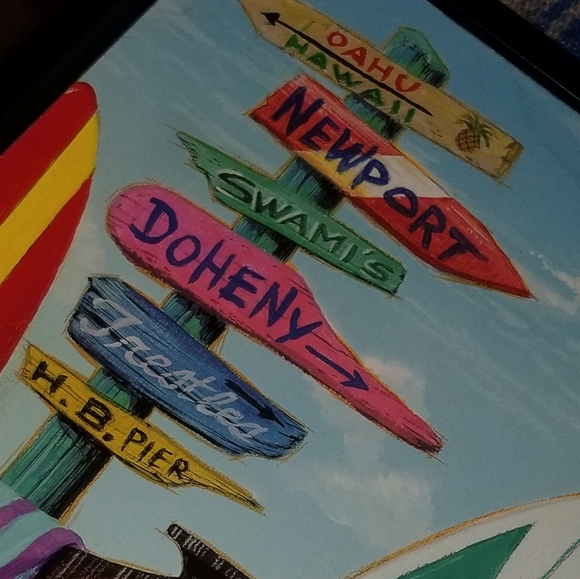 OAHU
HAWAII
NEWPORT
SWAMI'S
DOHENY
Trestles
H.B. PIER